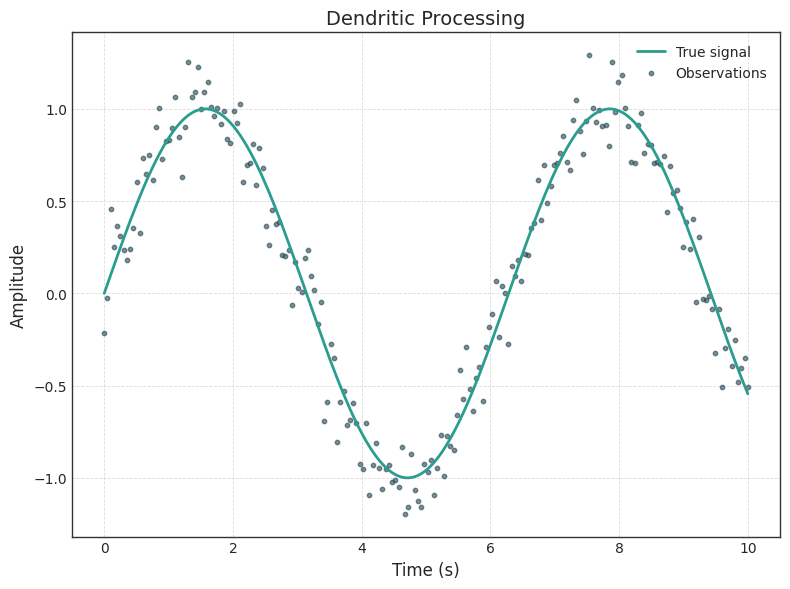 Dendritic Processing
True signal
Observations
Amplitude
1.0
0.5
0.0
−0.5
−1.0
0 2 4 6 8 10
Time (s)